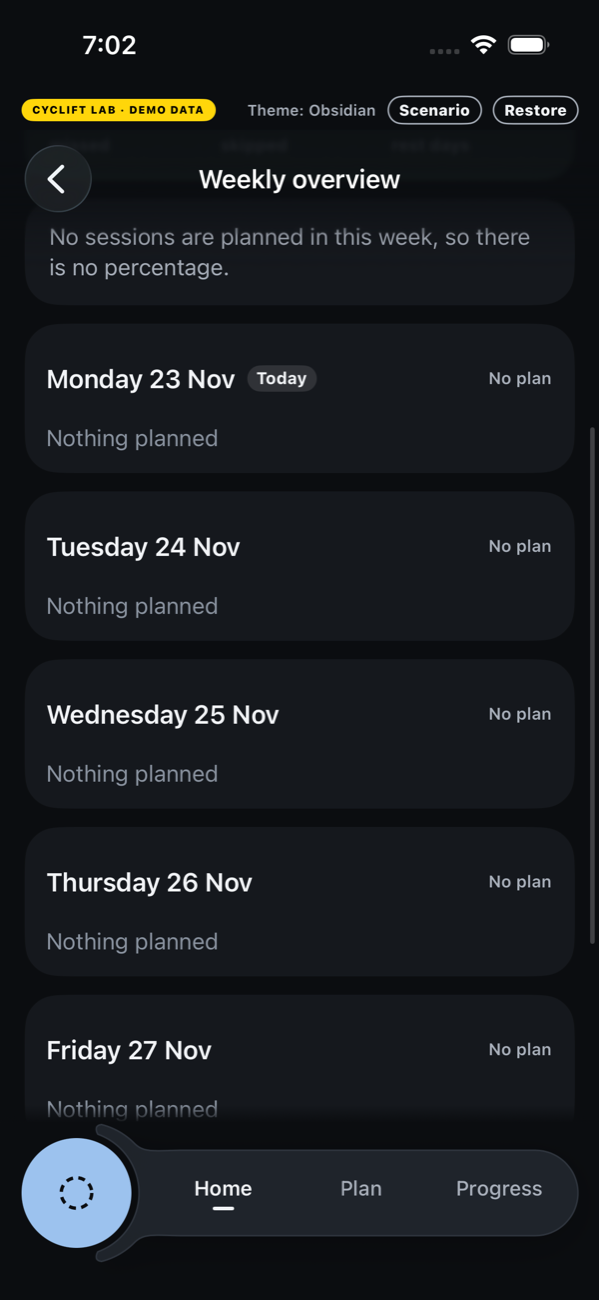 7:02
CYCLIFT LAB · DEMO DATA
Theme: Obsidian
Scenario
Restore
Weekly overview
No sessions are planned in this week, so there
is no percentage.
Monday 23 Nov
Today
No plan
Nothing planned
Tuesday 24 Nov
No plan
Nothing planned
Wednesday 25 Nov
No plan
Nothing planned
Thursday 26 Nov
No plan
Nothing planned
Friday 27 Nov
No plan
Nothing planned
Home
Plan
Progress